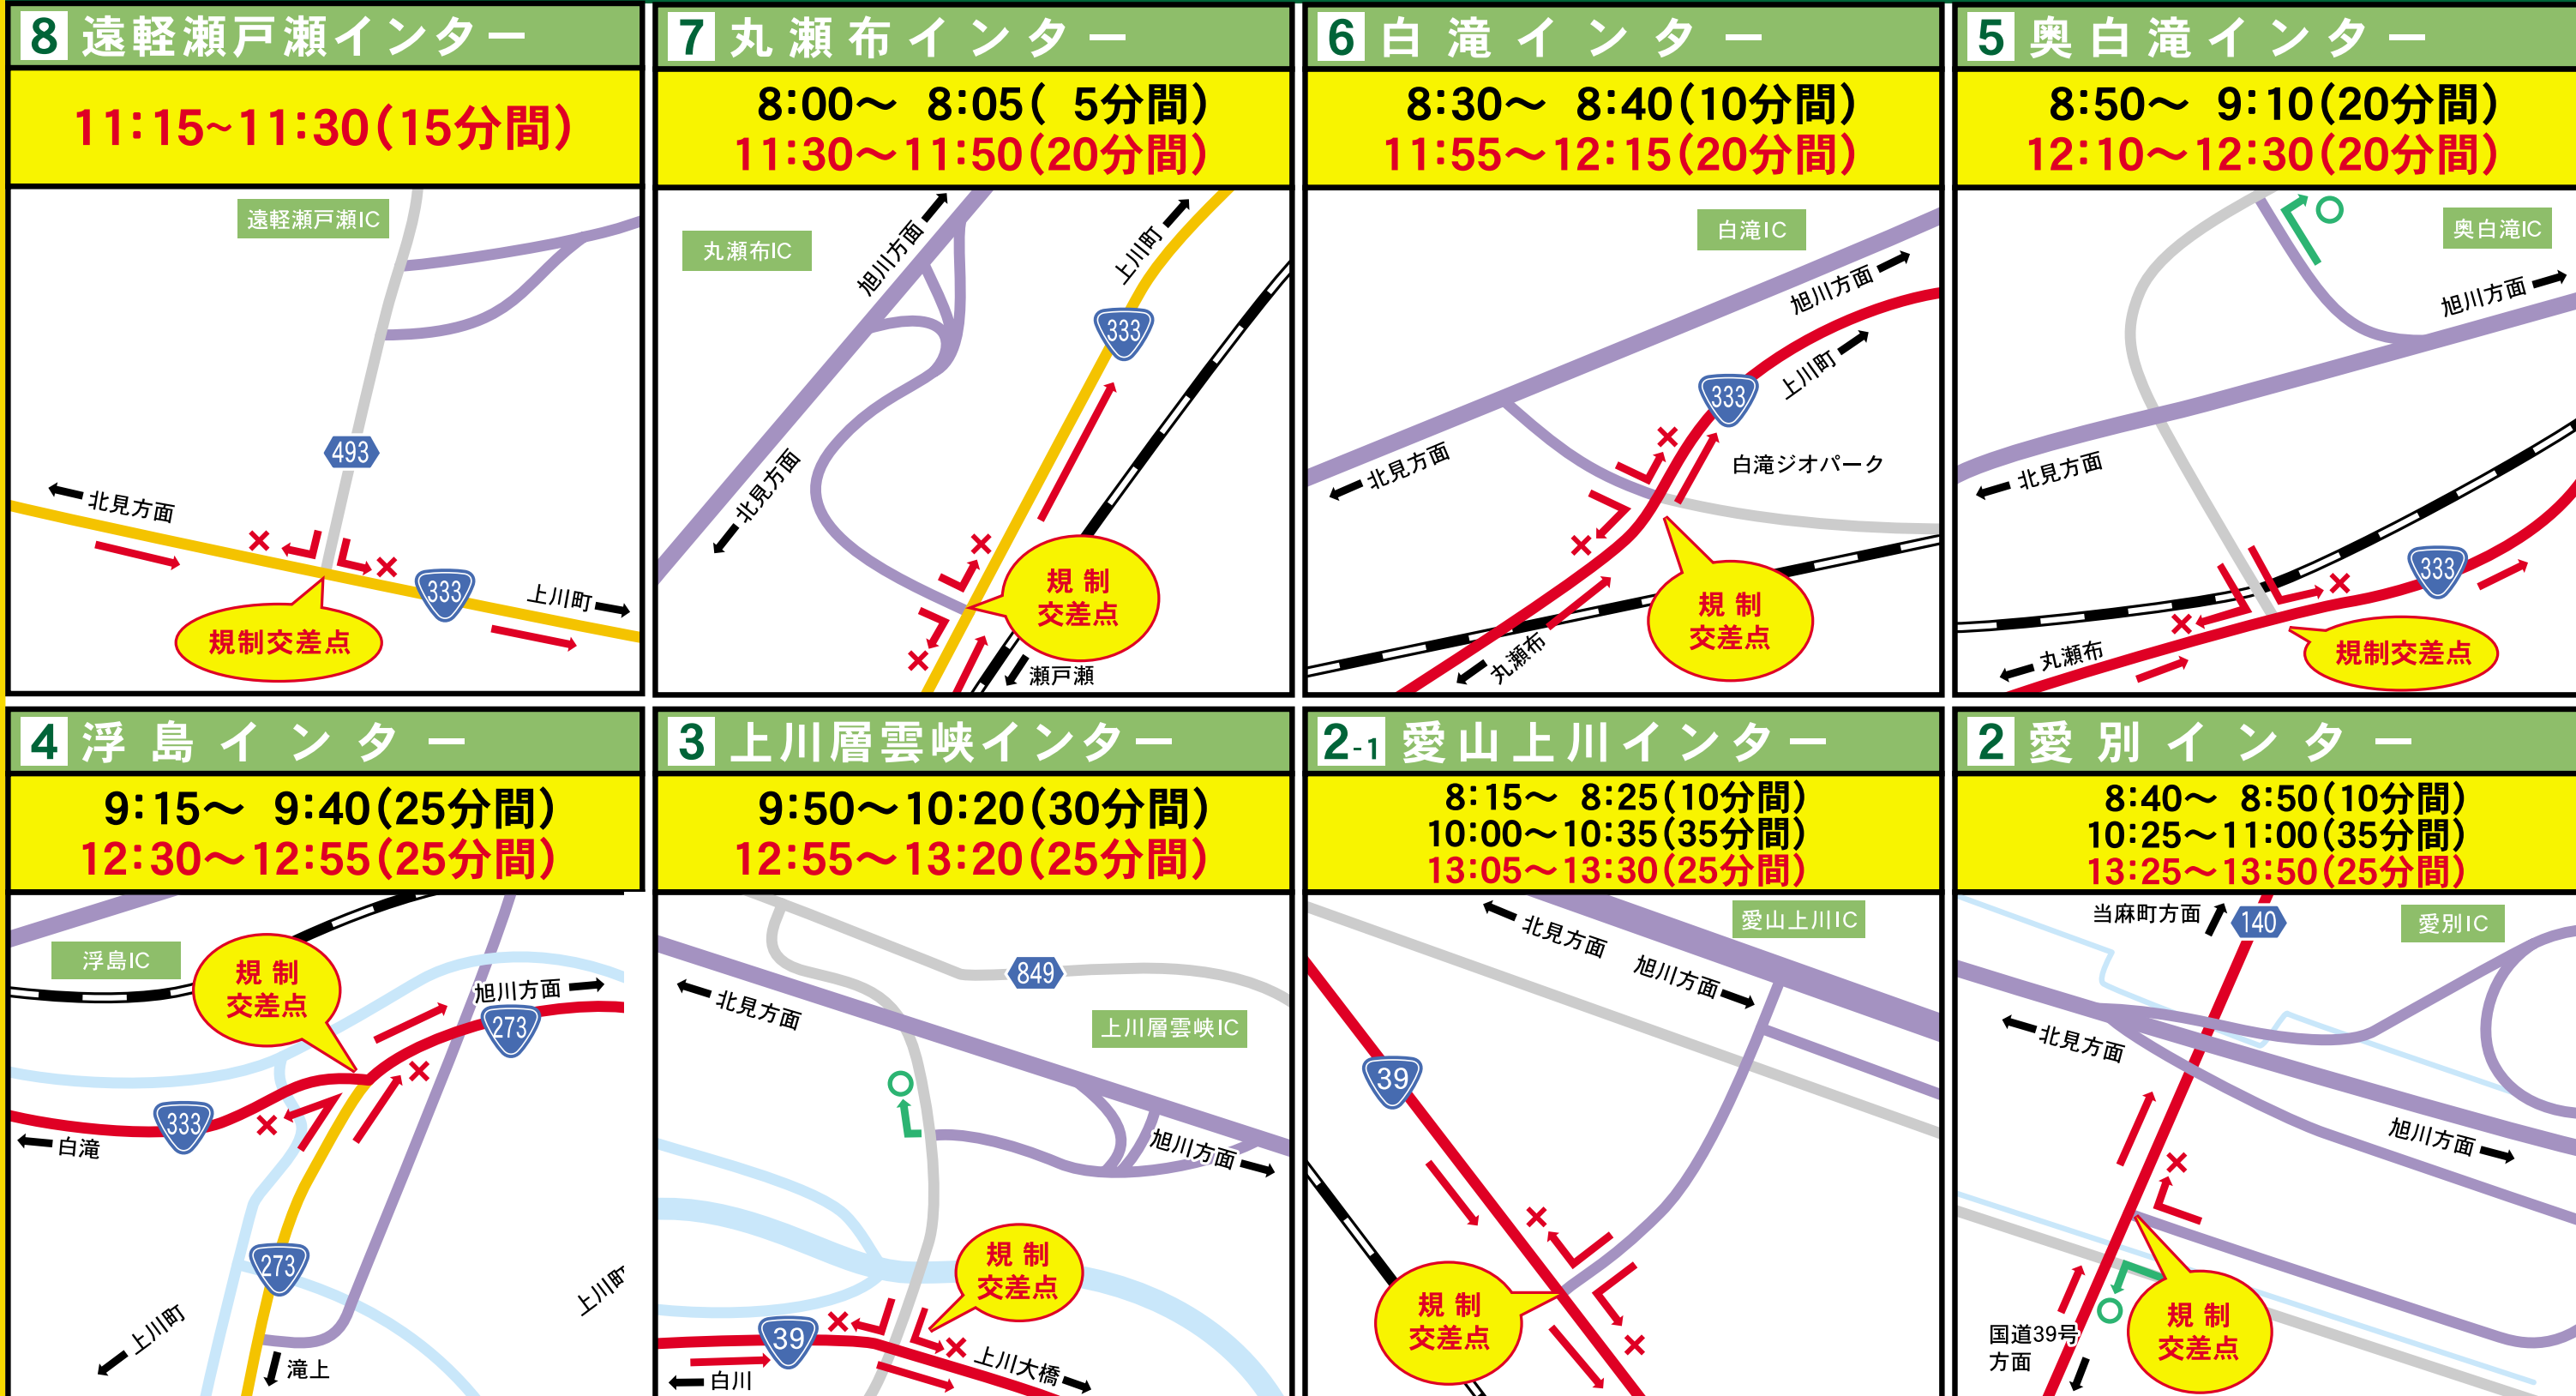 8 遠軽瀬戸瀬インター
11:15~11:30(15分間)
遠軽瀬戸瀬IC
493
北見方面
333
上川町
規制交差点
7 丸瀬布インター
8:00〜 8:05( 5分間)
11:30〜11:50(20分間)
丸瀬布IC
旭川方面
上川町
333
北見方面
規制
交差点
瀬戸瀬
6 白滝インター
8:30〜 8:40(10分間)
11:55〜12:15(20分間)
白滝IC
旭川方面
上川町
333
北見方面
白滝ジオパーク
規制
交差点
丸瀬布
5 奥白滝インター
8:50〜 9:10(20分間)
12:10〜12:30(20分間)
奥白滝IC
旭川方面
北見方面
333
丸瀬布
規制交差点
4 浮島インター
9:15〜 9:40(25分間)
12:30〜12:55(25分間)
浮島IC
規制
交差点
旭川方面
273
333
白滝
273
上川町
上川町
滝上
3 上川層雲峡インター
9:50〜10:20(30分間)
12:55〜13:20(25分間)
849
北見方面
上川層雲峡IC
旭川方面
規制
交差点
39
上川大橋
白川
2-1 愛山上川インター
8:15〜 8:25(10分間)
10:00〜10:35(35分間)
13:05〜13:30(25分間)
愛山上川IC
北見方面
旭川方面
39
規制
交差点
2 愛別インター
8:40〜 8:50(10分間)
10:25〜11:00(35分間)
13:25〜13:50(25分間)
当麻町方面
140
愛別IC
北見方面
旭川方面
規制
交差点
国道39号
方面